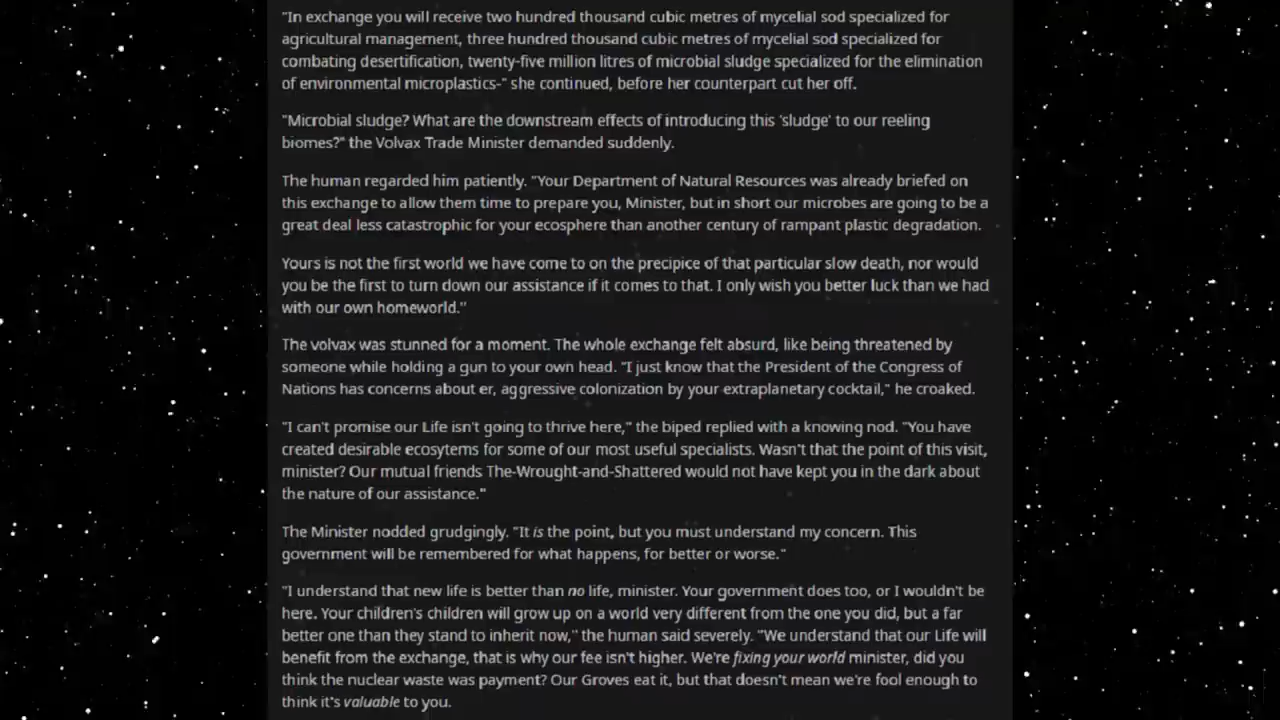 "In exchange you will receive two hundred thousand cubic metres of mycelial sod specialized for
agricultural management, three hundred thousand cubic metres of mycelial sod specialized for
combating desertification, twenty-five million litres of microbial sludge specialized for the elimination
of environmental microplastics-" she continued, before her counterpart cut her off.
"Microbial sludge? What are the downstream effects of introducing this 'sludge' to our reeling
biomes?" the Volvax Trade Minister demanded suddenly.
The human regarded him patiently. "Your Department of Natural Resources was already briefed on
this exchange to allow them time to prepare you, Minister, but in short our microbes are going to be a
great deal less catastrophic for your ecosphere than another century of rampant plastic degradation.
Yours is not the first world we have come to on the precipice of that particular slow death, nor would
you be the first to turn down our assistance if it comes to that. I only wish you better luck than we had
with our own homeworld."
The volvax was stunned for a moment. The whole exchange felt absurd, like being threatened by
someone while holding a gun to your own head. "I just know that the President of the Congress of
Nations has concerns about er, aggressive colonization by your extraplanetary cocktail," he croaked.
"I can't promise our Life isn't going to thrive here," the biped replied with a knowing nod. "You have
created desirable ecosytems for some of our most useful specialists. Wasn't that the point of this visit,
minister? Our mutual friends The-Wrought-and-Shattered would not have kept you in the dark about
the nature of our assistance."
The Minister nodded grudgingly. "It is the point, but you must understand my concern. This
government will be remembered for what happens, for better or worse."
"I understand that new life is better than no life, minister. Your government does too, or I wouldn't be
here. Your children's children will grow up on a world very different from the one you did, but a far
better one than they stand to inherit now," the human said severely. "We understand that our Life will
benefit from the exchange, that is why our fee isn't higher. We're fixing your world minister, did you
think the nuclear waste was payment? Our Groves eat it, but that doesn't mean we're fool enough to
think it's valuable to you.